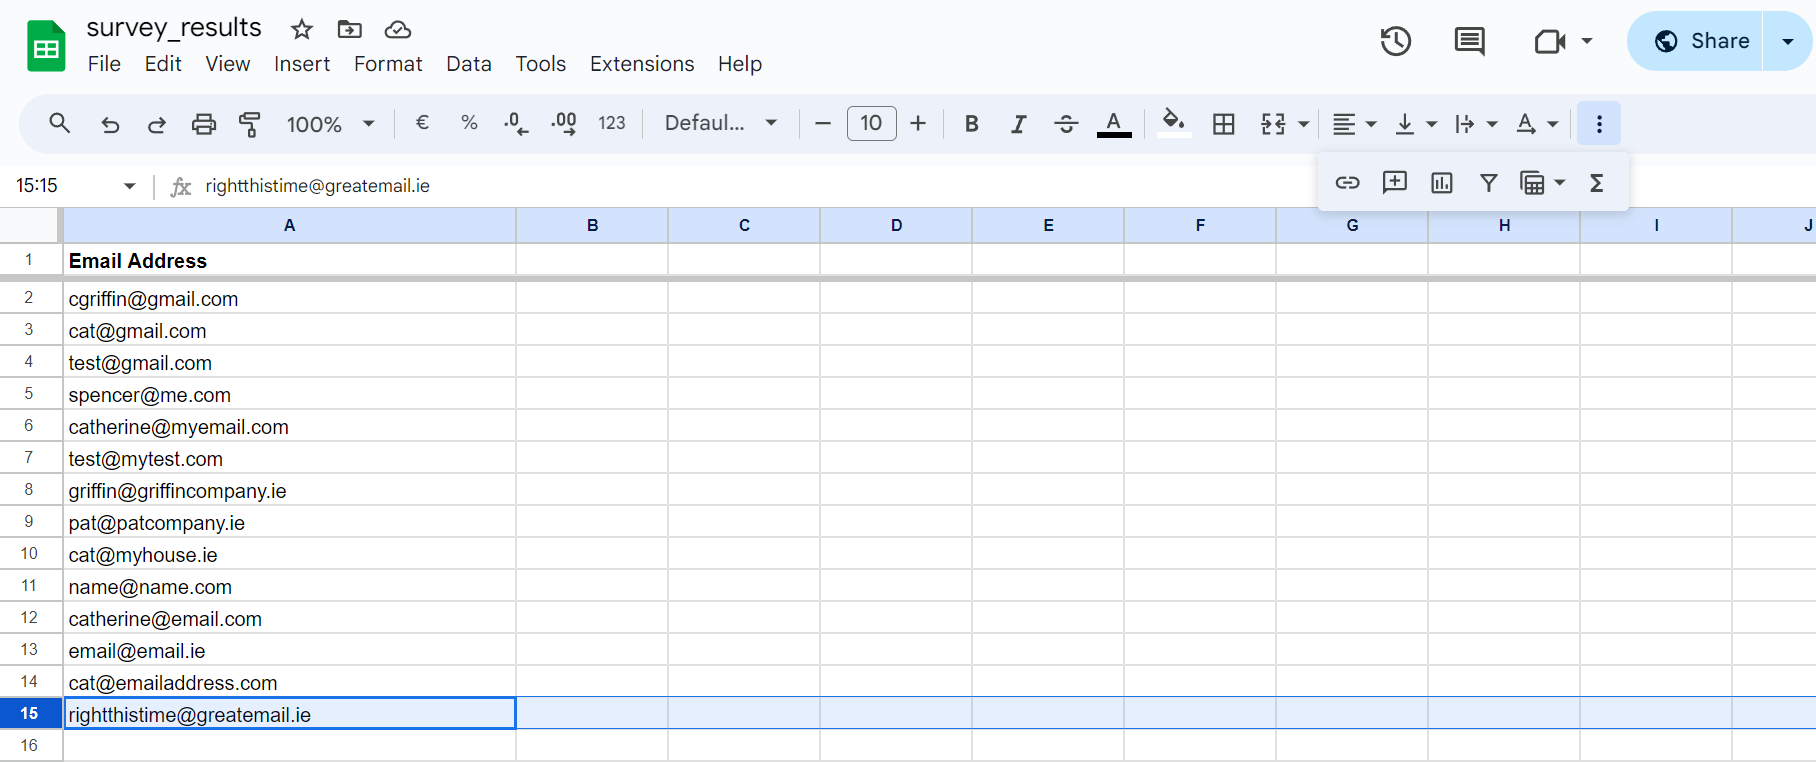 survey_results
File Edit View Insert Format Data Tools Extensions Help
Share
100% € % .0 .00 123 Defaul... 10 B I A A
15:15 fx rightthistime@greatemail.ie Σ
A B C D E F G H I J
1 Email Address
2 cgriffin@gmail.com
3 cat@gmail.com
4 test@gmail.com
5 spencer@me.com
6 catherine@myemail.com
7 test@mytest.com
8 griffin@griffincompany.ie
9 pat@patcompany.ie
10 cat@myhouse.ie
11 name@name.com
12 catherine@email.com
13 email@email.ie
14 cat@emailaddress.com
15 rightthistime@greatemail.ie
16